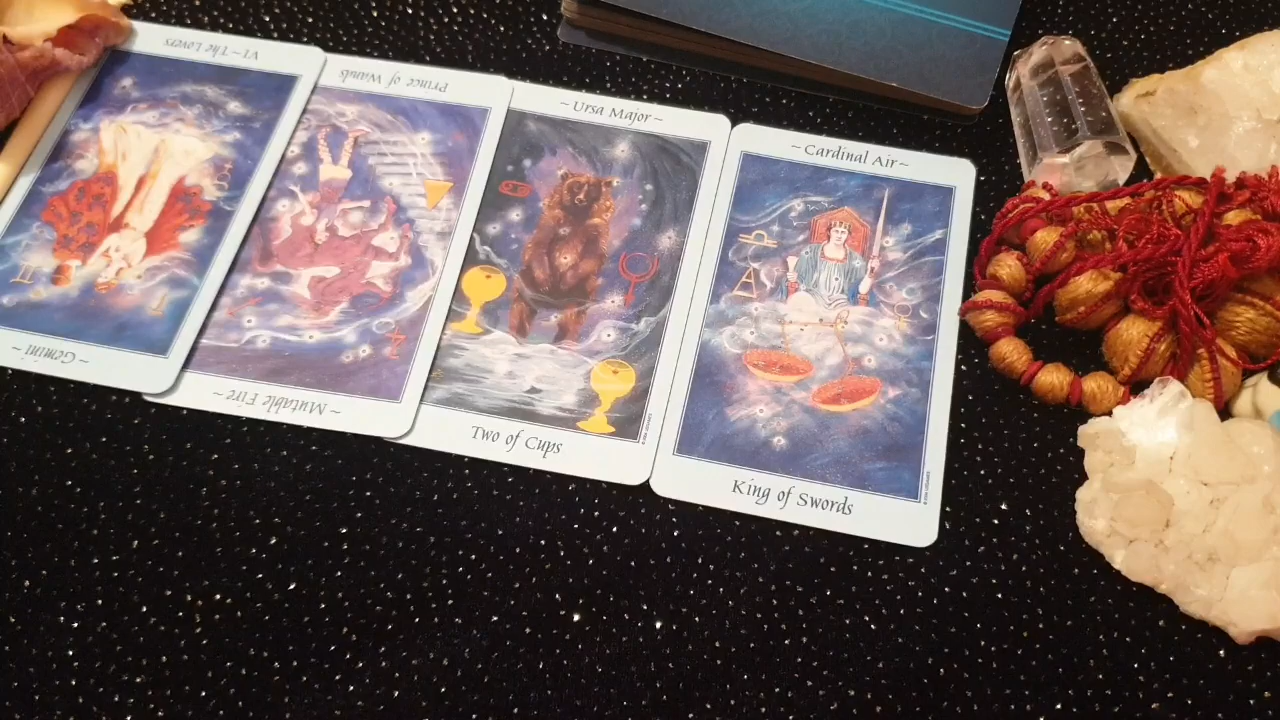 VI ~ The Lovers
~ Gemini ~
Prince of Wands
~ Mutable Fire ~
~ Ursa Major ~
Two of Cups
~ Cardinal Air ~
King of Swords